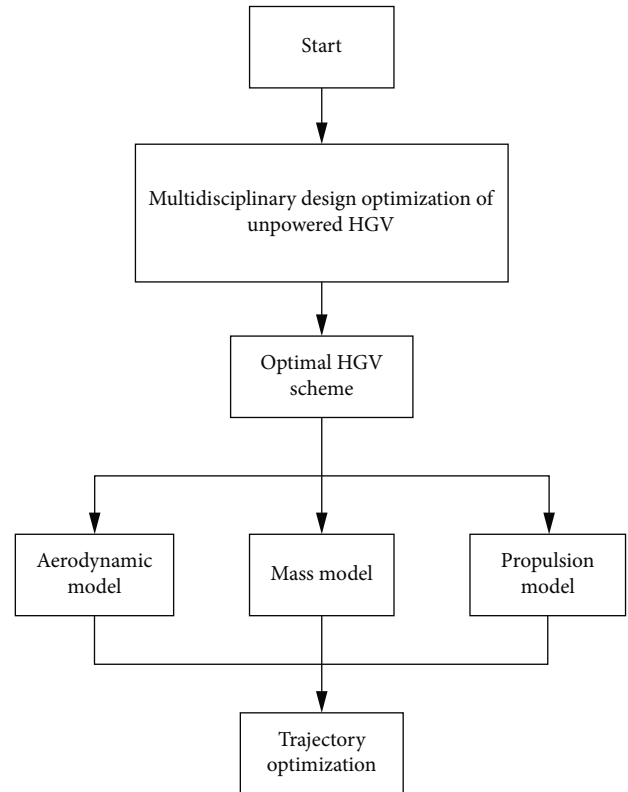 Start
Multidisciplinary design optimization of
unpowered HGV
Optimal HGV
scheme
Aerodynamic
model
Mass model
Propulsion
model
Trajectory
optimization